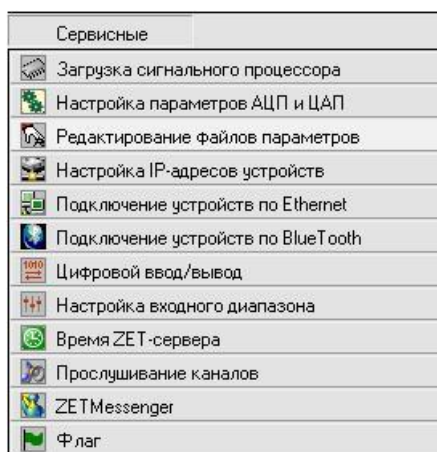 Сервисные
Загрузка сигнального процессора
Настройка параметров АЦП и ЦАП
Редактирование файлов параметров
Настройка IP-адресов устройств
Подключение устройств по Ethernet
Подключение устройств по BlueTooth
1010
Цифровой ввод/вывод
Настройка входного диапазона
Время ZET-сервера
Прослушивание каналов
ZETMessenger
Флаг